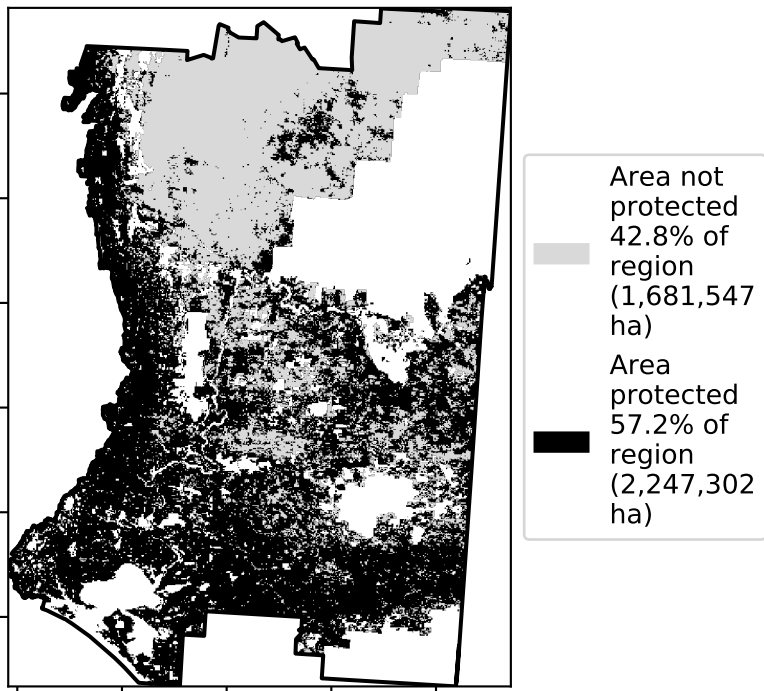 Area not
protected
42.8% of
region
(1,681,547
ha)
Area
protected
57.2% of
region
(2,247,302
ha)